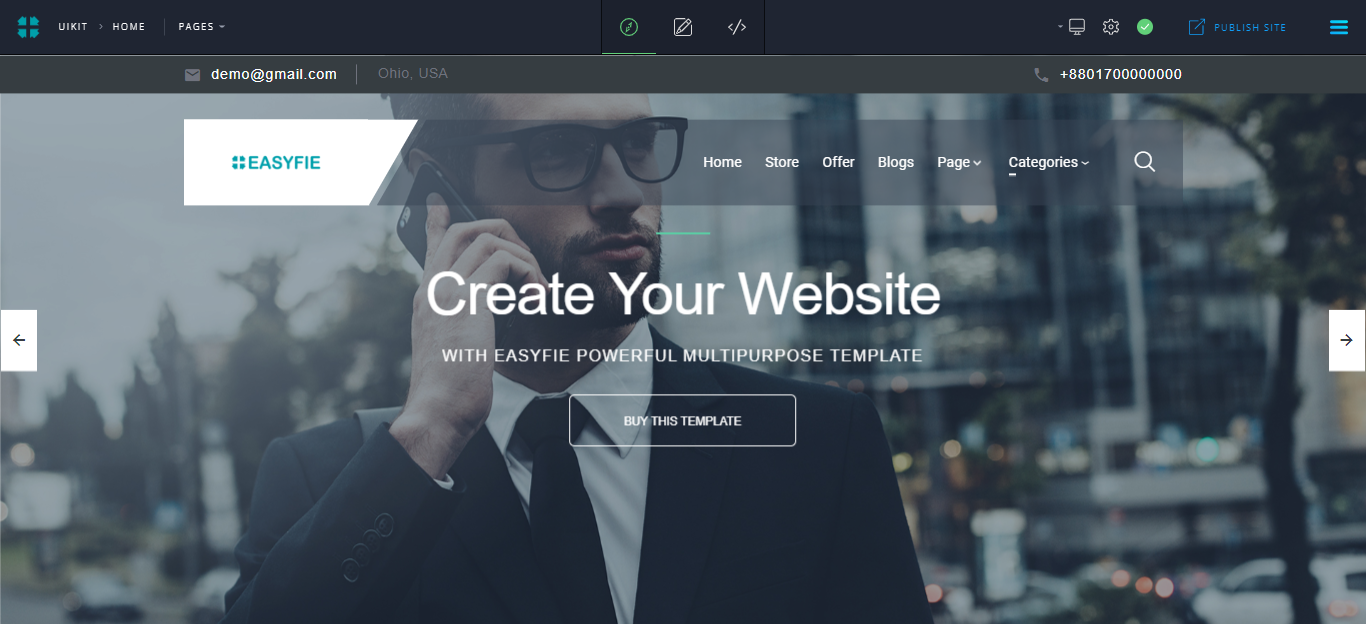 UIKIT > HOME PAGES
PUBLISH SITE
demo@gmail.com Ohio, USA +8801700000000
EASYFIE Home Store Offer Blogs Page Categories
Create Your Website
WITH EASYFIE POWERFUL MULTIPURPOSE TEMPLATE
BUY THIS TEMPLATE